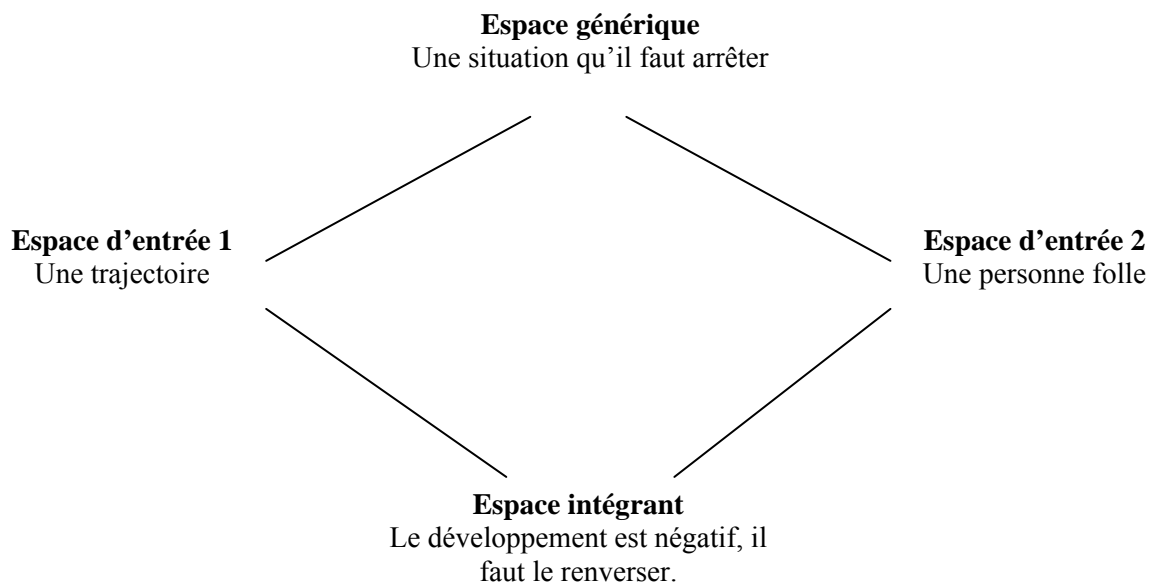 Espace générique
Une situation qu’il faut arrêter
Espace d’entrée 1
Une trajectoire
Espace d’entrée 2
Une personne folle
Espace intégrant
Le développement est négatif, il
faut le renverser.